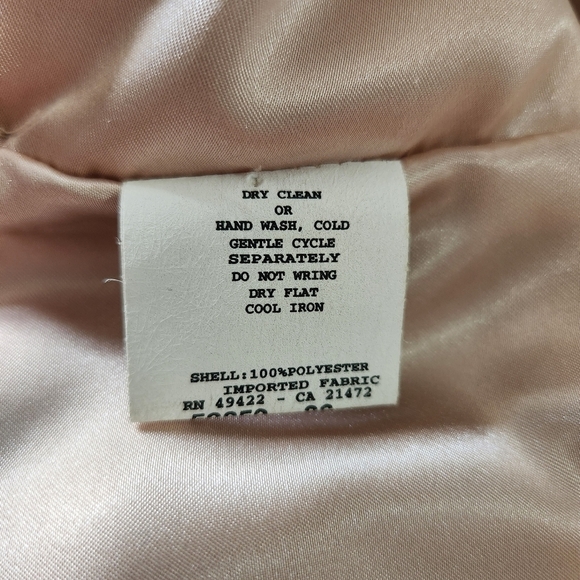 DRY CLEAN
OR
HAND WASH, COLD
GENTLE CYCLE
SEPARATELY
DO NOT WRING
DRY FLAT
COOL IRON
SHELL:100%POLYESTER
IMPORTED FABRIC
RN 49422 - CA 21472